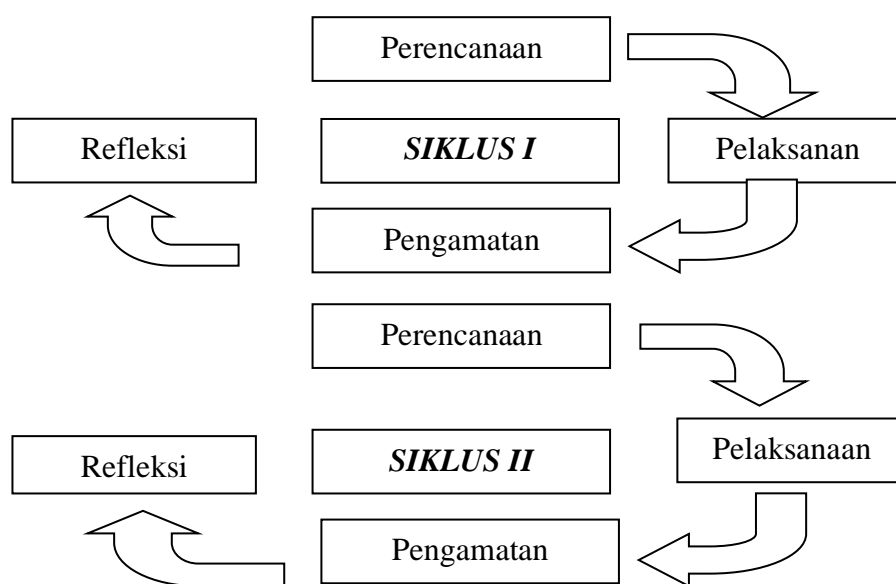 Perencanaan
Refleksi
SIKLUS I
Pelaksanan
Pengamatan
Perencanaan
Refleksi
SIKLUS II
Pelaksanaan
Pengamatan